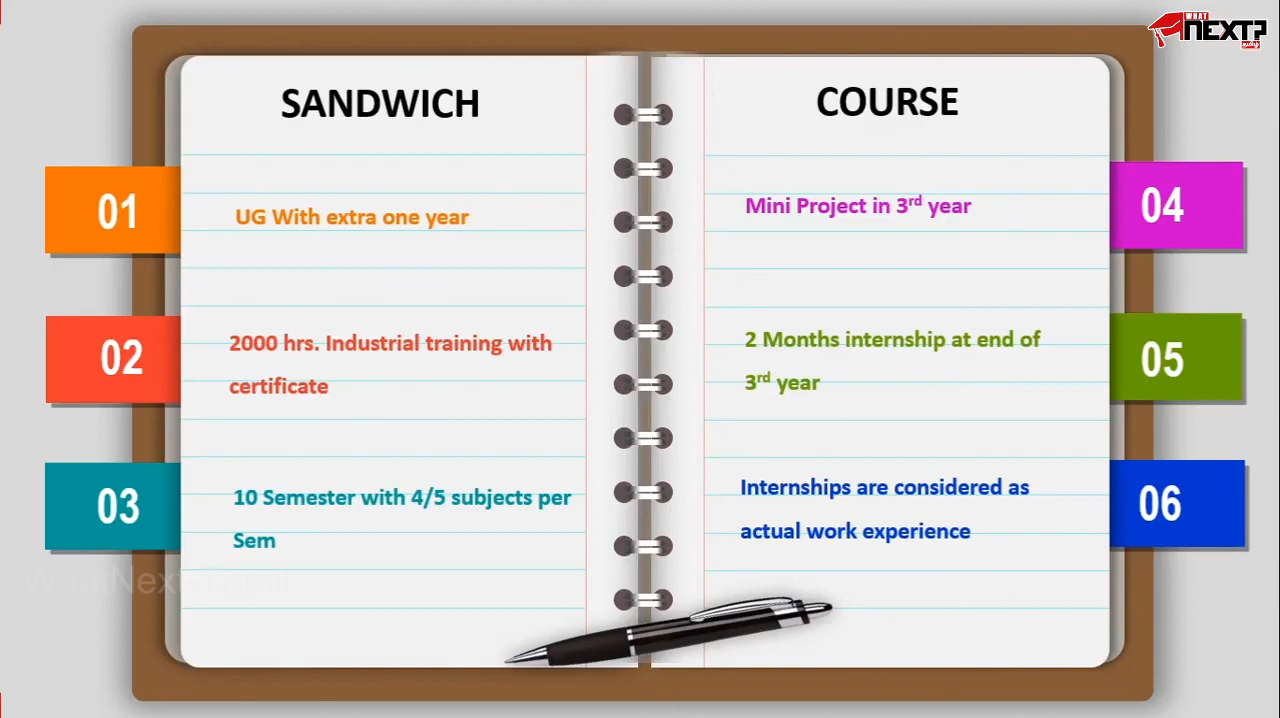 WHAT
NEXT?
தமிழ்
SANDWICH
COURSE
01
UG With extra one year
02
2000 hrs. Industrial training with
certificate
03
10 Semester with 4/5 subjects per
Sem
04
Mini Project in 3rd year
05
2 Months internship at end of
3rd year
06
Internships are considered as
actual work experience